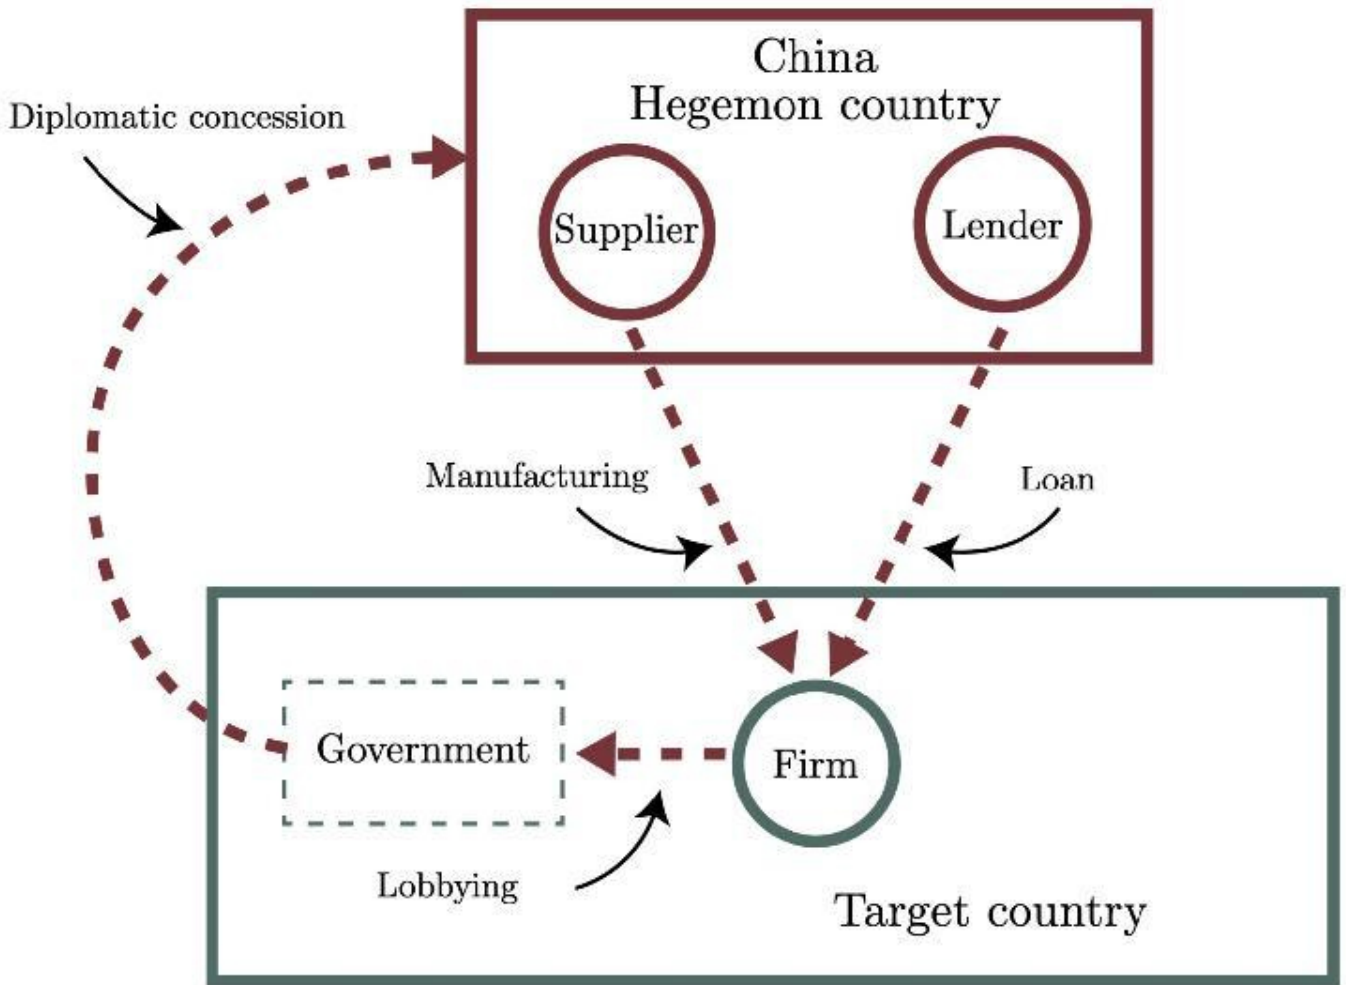 China
Hegemon country
Diplomatic concession
Supplier
Lender
Manufacturing
Loan
Government
Firm
Lobbying
Target country